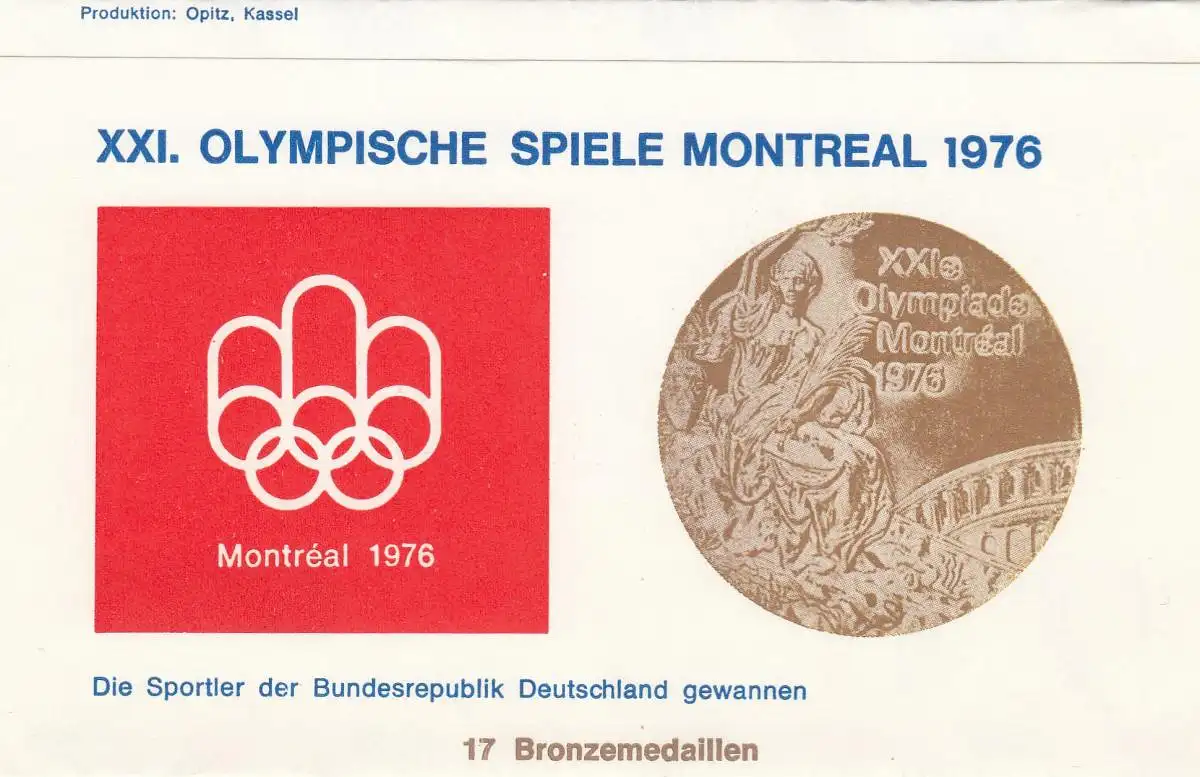 Produktion: Opitz, Kassel
XXI. OLYMPISCHE SPIELE MONTREAL 1976
XXIe
Olympiade
Montréal
1976
Montréal 1976
Die Sportler der Bundesrepublik Deutschland gewannen
17 Bronzemedaillen